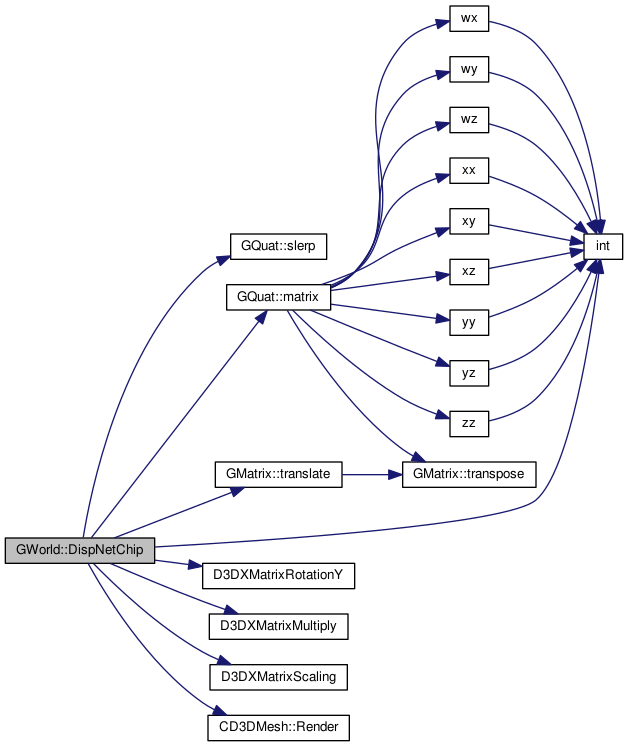 wx
wy
wz
xx
xy
int
GQuat::slerp
xz
GQuat::matrix
yy
yz
zz
GMatrix::translate
GMatrix::transpose
GWorld::DispNetChip
D3DXMatrixRotationY
D3DXMatrixMultiply
D3DXMatrixScaling
CD3DMesh::Render